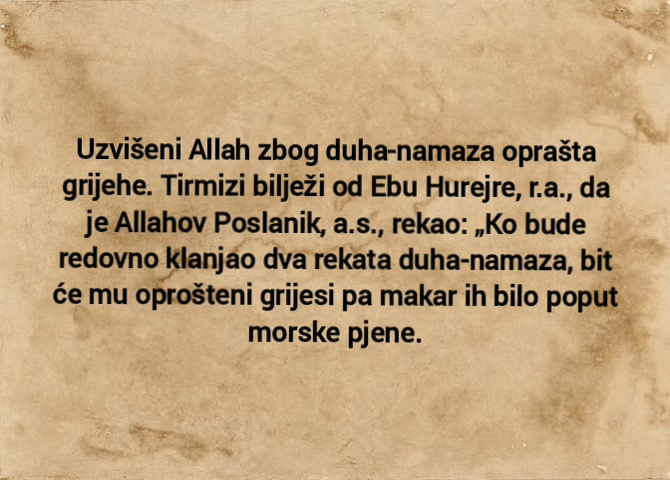 Uzvišeni Allah zbog duha-namaza oprašta
grijehe. Tirmizi bilježi od Ebu Hurejre, r.a., da
je Allahov Poslanik, a.s., rekao: „Ko bude
redovno klanjao dva rekata duha-namaza, bit
će mu oprošteni grijesi pa makar ih bilo poput
morske pjene.